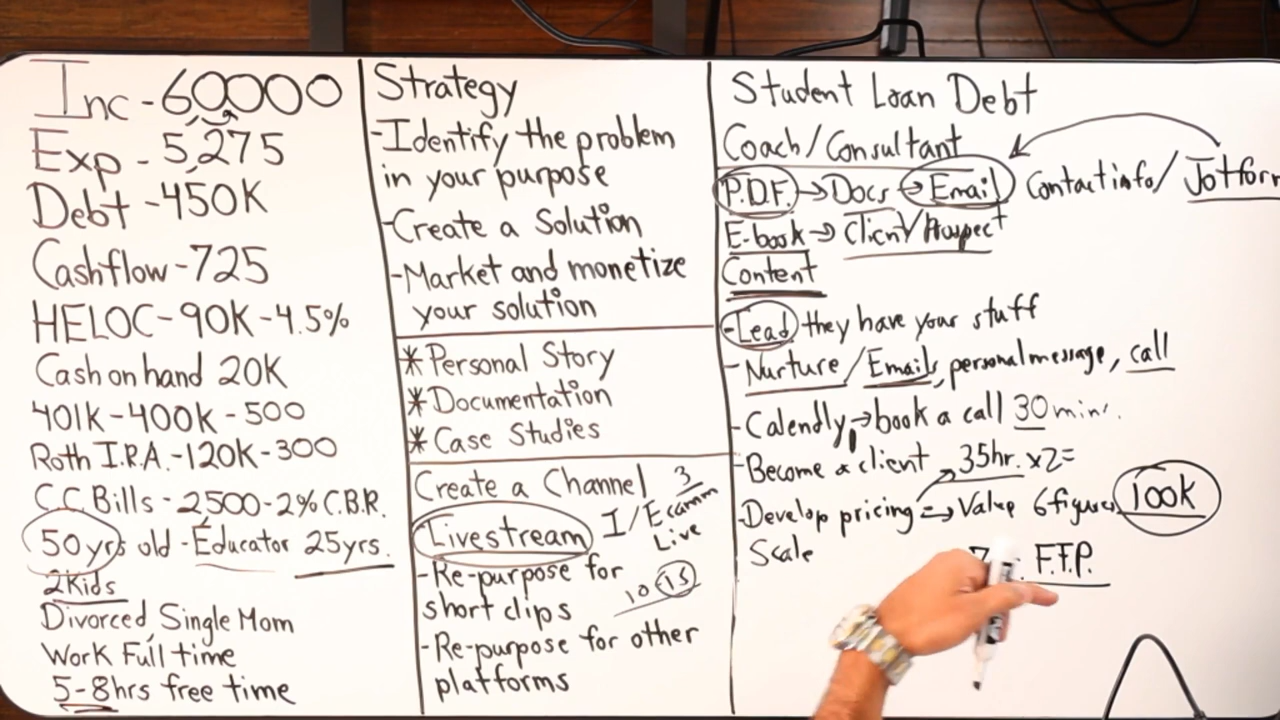 Inc - 60000
Exp - 5,275
Debt - 450K
Cashflow - 725
HELOC - 90K - 4.5%
Cash on hand 20K
401K - 400K - 500
Roth I.R.A. - 120K - 300
C.C. Bills - 2500 - 2% C.B.R.
50 yrs old - Educator 25yrs.
2 Kids
Divorced, Single Mom
Work Full time
5-8hrs free time
Strategy
- Identify the problem
in your purpose
- Create a Solution
- Market and monetize
your solution
* Personal Story
* Documentation
* Case Studies
Create a Channel 3
Livestream I/Ecamm
Live
- Re-purpose for
short clips 10 15
- Re-purpose for other
platforms
Student Loan Debt
Coach/Consultant
P.D.F. → Docs → Email Contact info/ Jotform
E-book → Client/Prospect
Content
- Lead they have your stuff
- Nurture/Emails, personal message, call
- Calendly → book a call 30 min.
- Become a client 35hr. x2=
- Develop pricing → Value 6 figures 100K
Scale F.T.P.